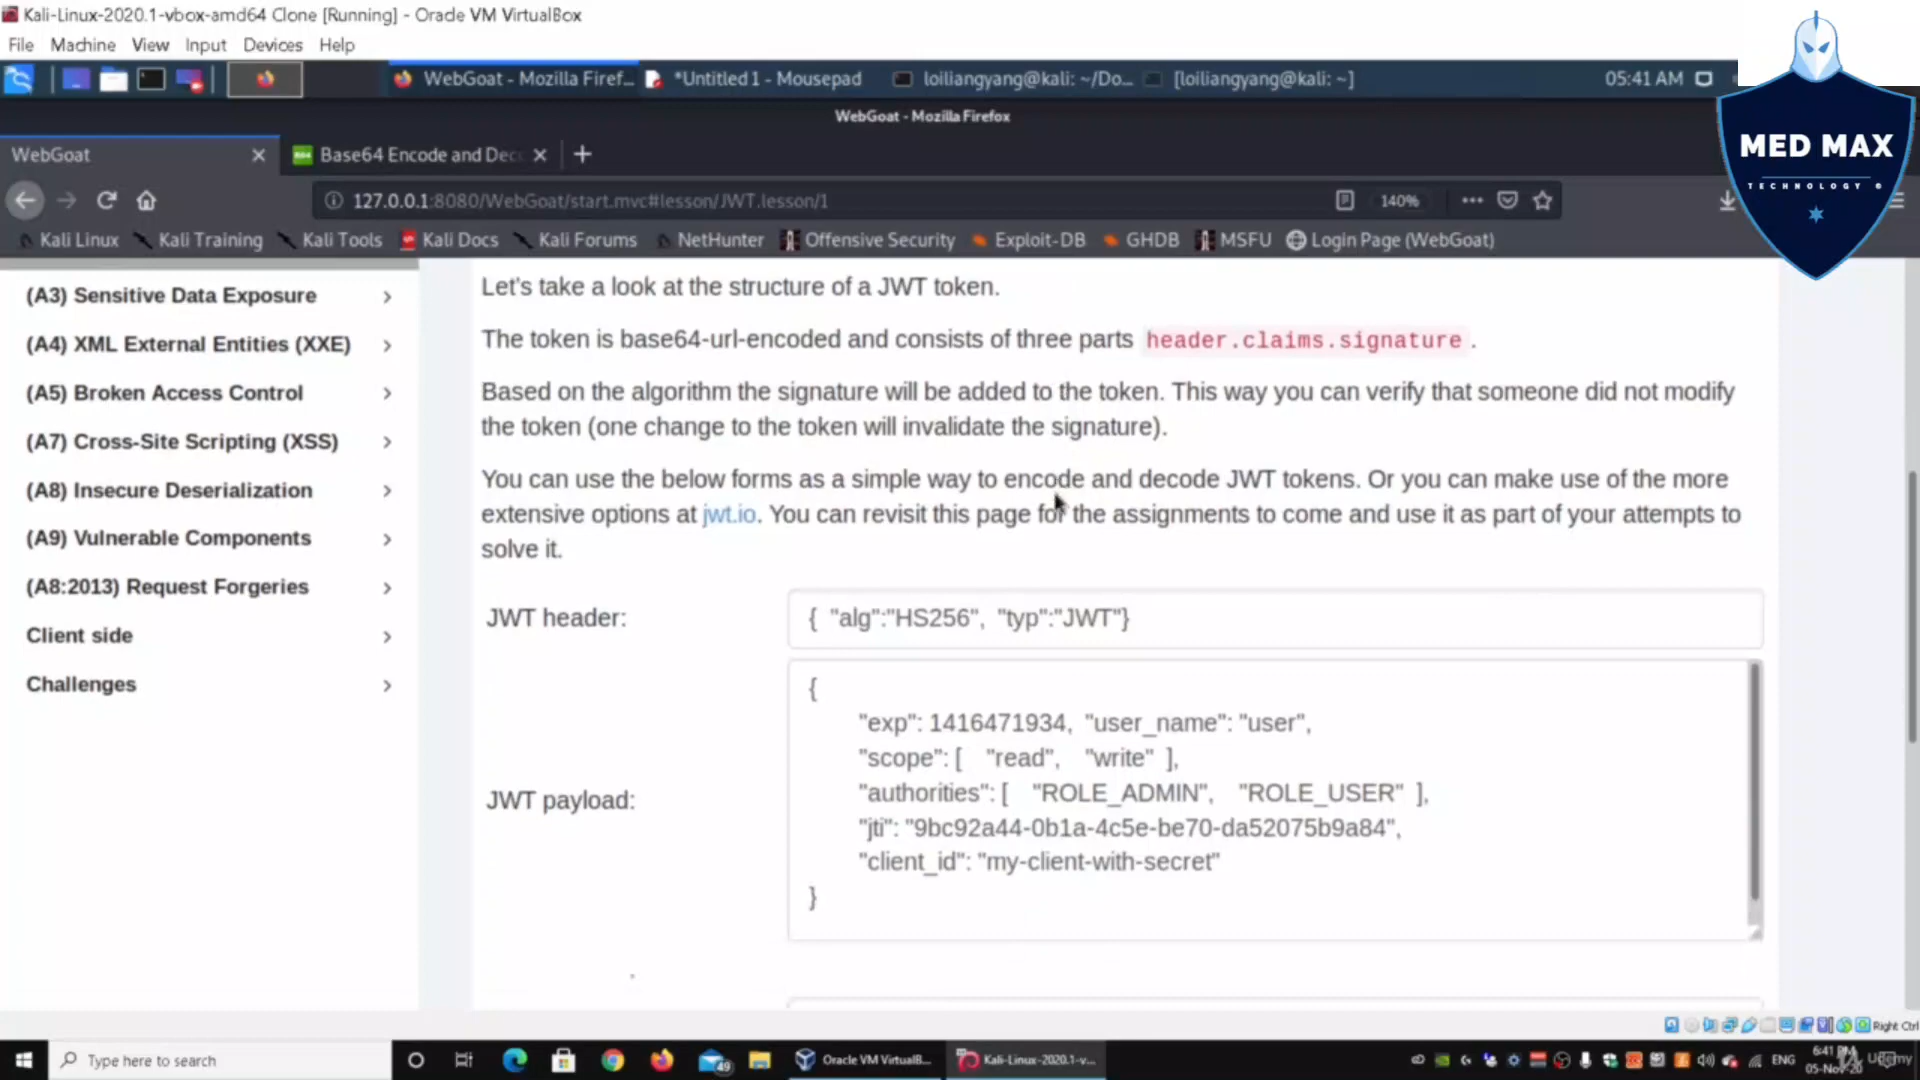 Kali-Linux-2020.1-vbox-amd64 Clone [Running] - Oracle VM VirtualBox
File Machine View Input Devices Help
WebGoat - Mozilla Firef... *Untitled 1 - Mousepad loiliangyang@kali: ~/Do... [loiliangyang@kali: ~] 05:41 AM
WebGoat - Mozilla Firefox
MED MAX
TECHNOLOGY
WebGoat Base64 Encode and Dec
127.0.0.1:8080/WebGoat/start.mvc#lesson/JWT.lesson/1 140%
Kali Linux Kali Training Kali Tools Kali Docs Kali Forums NetHunter Offensive Security Exploit-DB GHDB MSFU Login Page (WebGoat)
(A3) Sensitive Data Exposure
(A4) XML External Entities (XXE)
(A5) Broken Access Control
(A7) Cross-Site Scripting (XSS)
(A8) Insecure Deserialization
(A9) Vulnerable Components
(A8:2013) Request Forgeries
Client side
Challenges
Let's take a look at the structure of a JWT token.
The token is base64-url-encoded and consists of three parts header.claims.signature .
Based on the algorithm the signature will be added to the token. This way you can verify that someone did not modify
the token (one change to the token will invalidate the signature).
You can use the below forms as a simple way to encode and decode JWT tokens. Or you can make use of the more
extensive options at jwt.io. You can revisit this page for the assignments to come and use it as part of your attempts to
solve it.
JWT header: { "alg":"HS256", "typ":"JWT"}
JWT payload:
{
"exp": 1416471934, "user_name": "user",
"scope": [ "read", "write" ],
"authorities": [ "ROLE_ADMIN", "ROLE_USER" ],
"jti": "9bc92a44-0b1a-4c5e-be70-da52075b9a84",
"client_id": "my-client-with-secret"
}
.
Right Ctrl
Type here to search 49 Oracle VM VirtualB... Kali-Linux-2020.1-v... ENG 6:41 PM
05-Nov-20